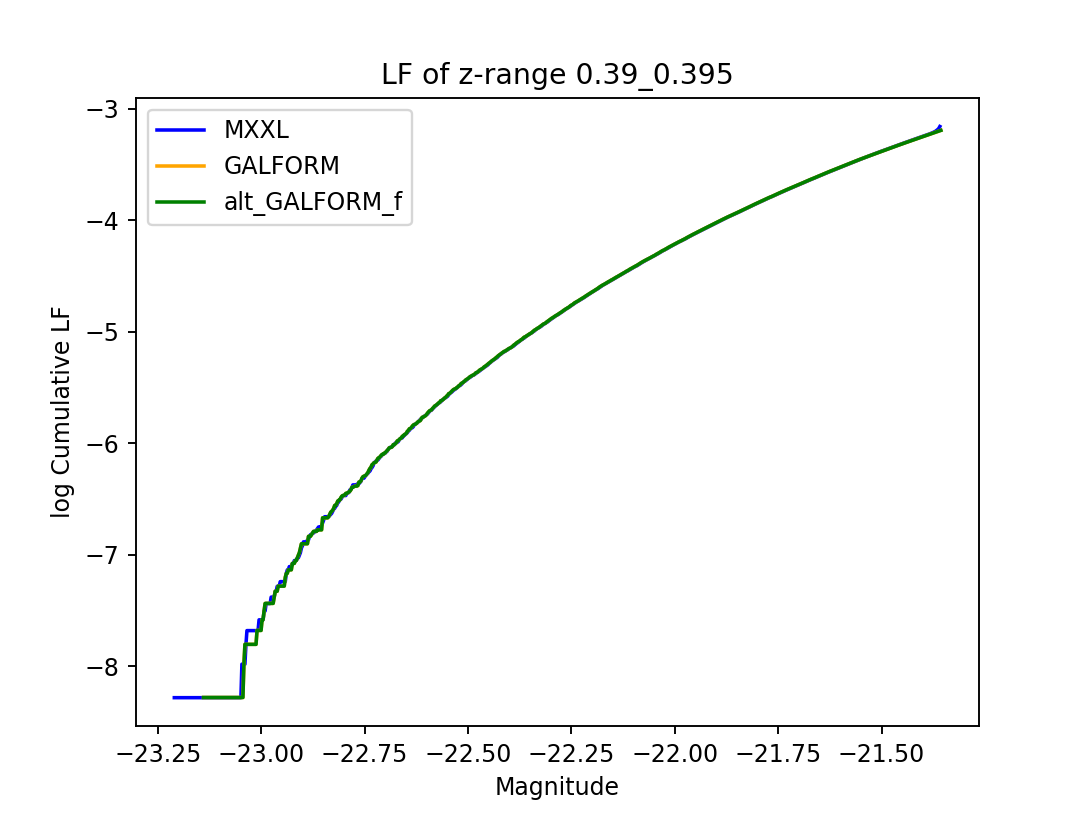 LF of z-range 0.39_0.395
MXXL
GALFORM
alt_GALFORM_f
log Cumulative LF
−3
−4
−5
−6
−7
−8
−23.25 −23.00 −22.75 −22.50 −22.25 −22.00 −21.75 −21.50
Magnitude